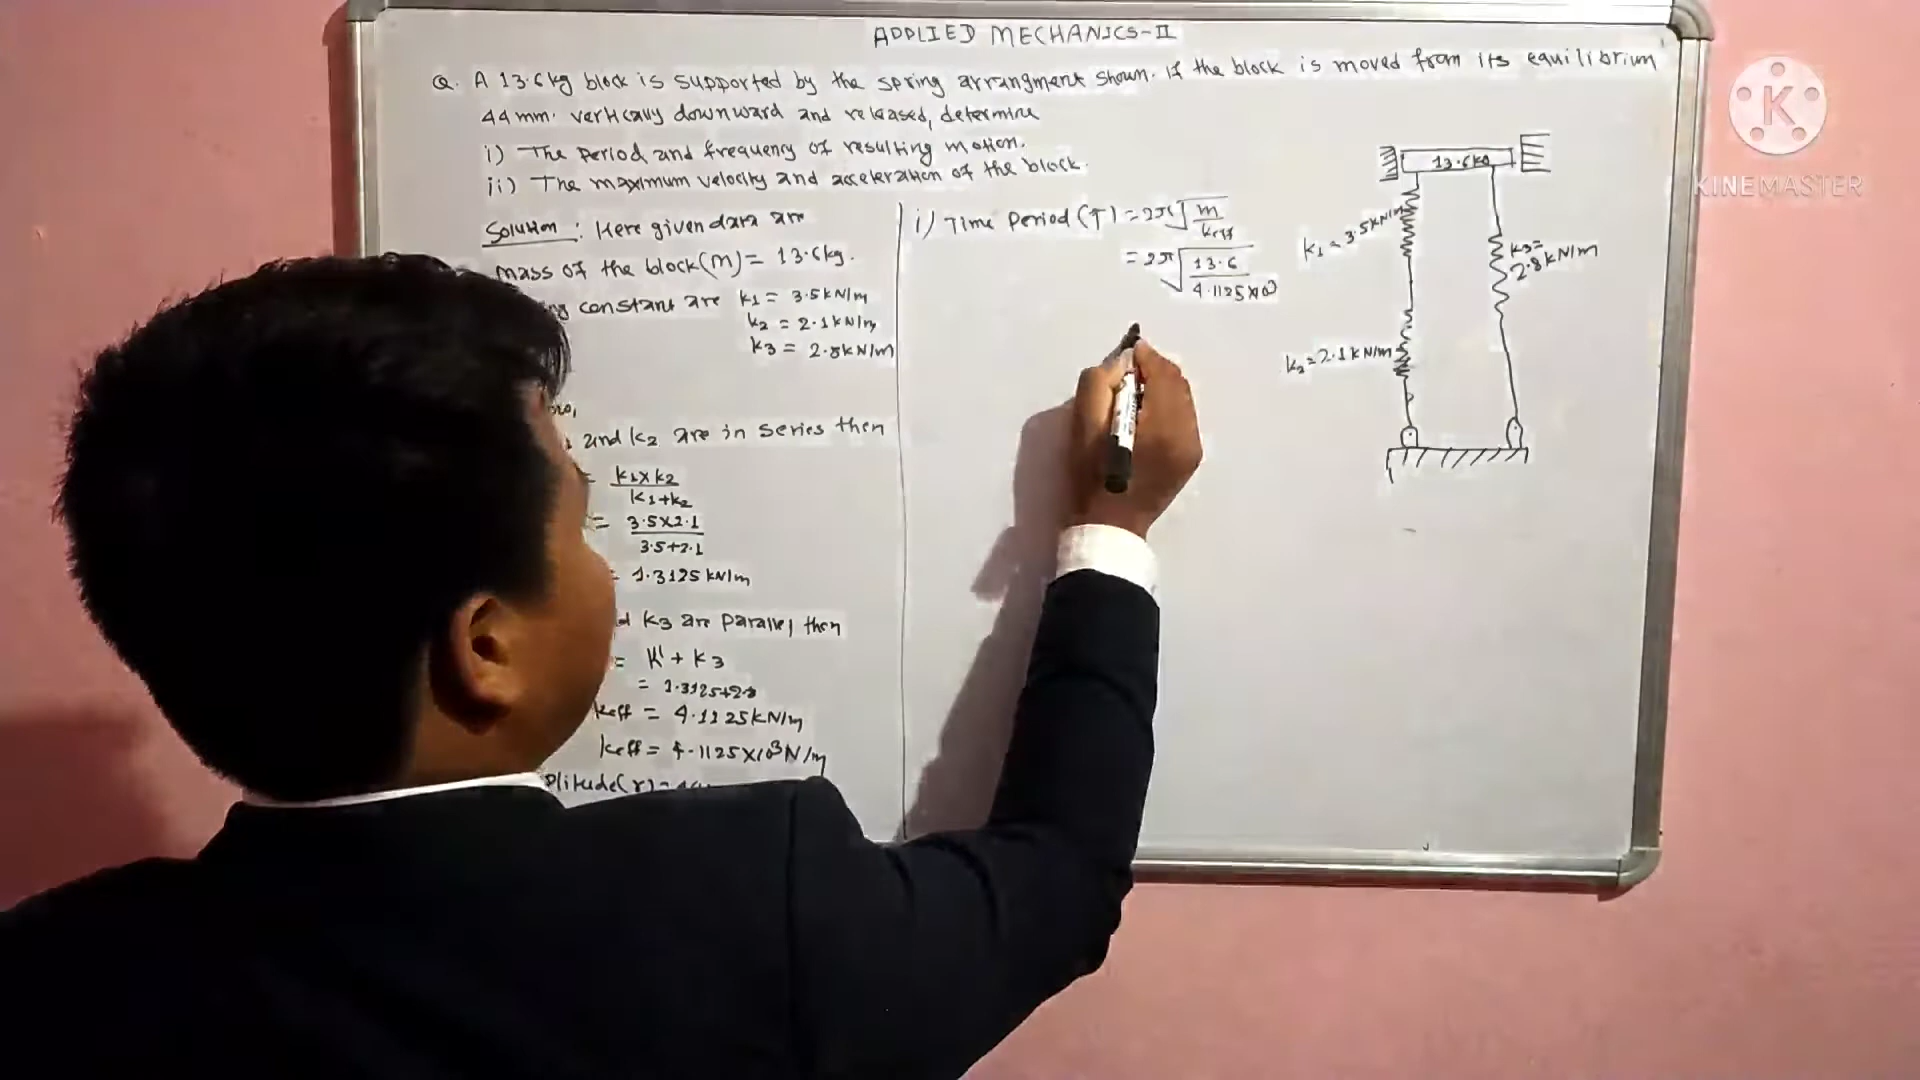 APPLIED MECHANICS-II
Q. A 13.6kg block is supported by the spring arrangment shown. If the block is moved from its equilibrium
44mm. vertically downward and released, determine
i) The period and frequency of resulting motion.
ii) The maximum velocity and acceleration of the block.
Solution: Here given data are
mass of the block(m) = 13.6kg.
constant are k1 = 3.5kN/m
k2 = 2.1kN/m
k3 = 2.8kN/m
and k2 are in series then
= k1xk2
k1+k2
= 3.5x2.1
3.5+2.1
= 1.3125 kN/m
k3 are parallel then
= k' + k3
= 1.3125+2.8
keff = 4.1125kN/m
keff = 4.1125x10³N/m
plitude(r)=
i) Time Period (T) = 2π√m
keff
= 2π√13.6
4.1125x10³
13.6kg
k1 = 3.5kN/m
k3=
2.8kN/m
k2=2.1kN/m
K
KINEMASTER